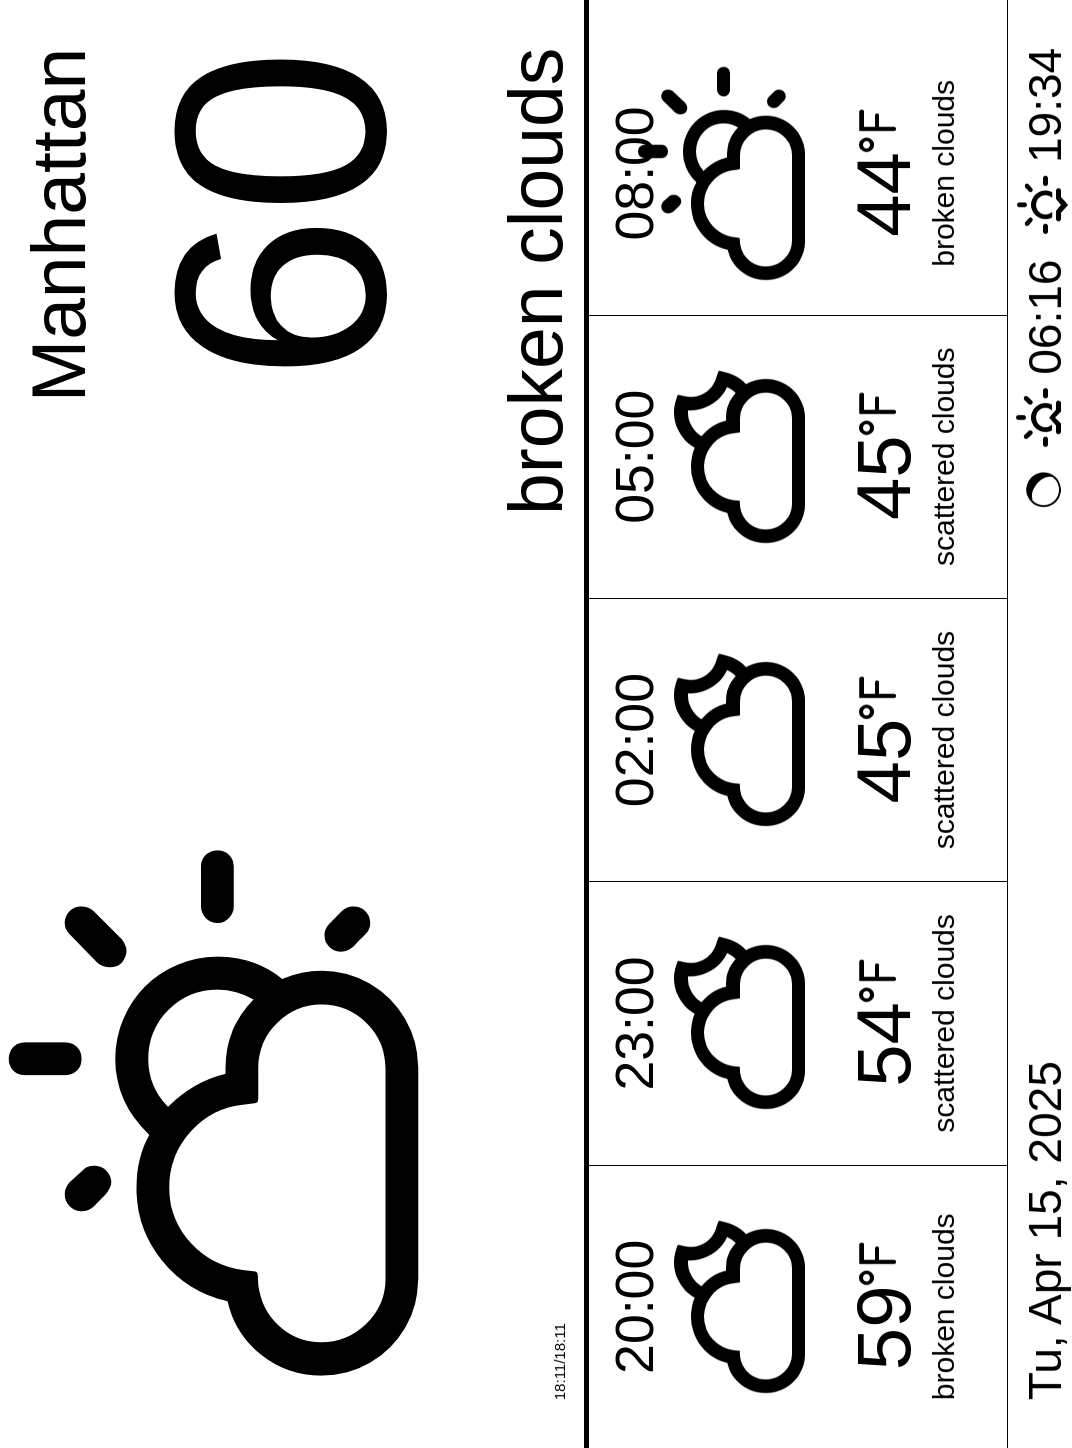 Manhattan
60
broken clouds
18:11/18:11
20:00
23:00
02:00
05:00
08:00
59°F
54°F
45°F
45°F
44°F
broken clouds
scattered clouds
scattered clouds
scattered clouds
broken clouds
Tu, Apr 15, 2025
06:16
19:34